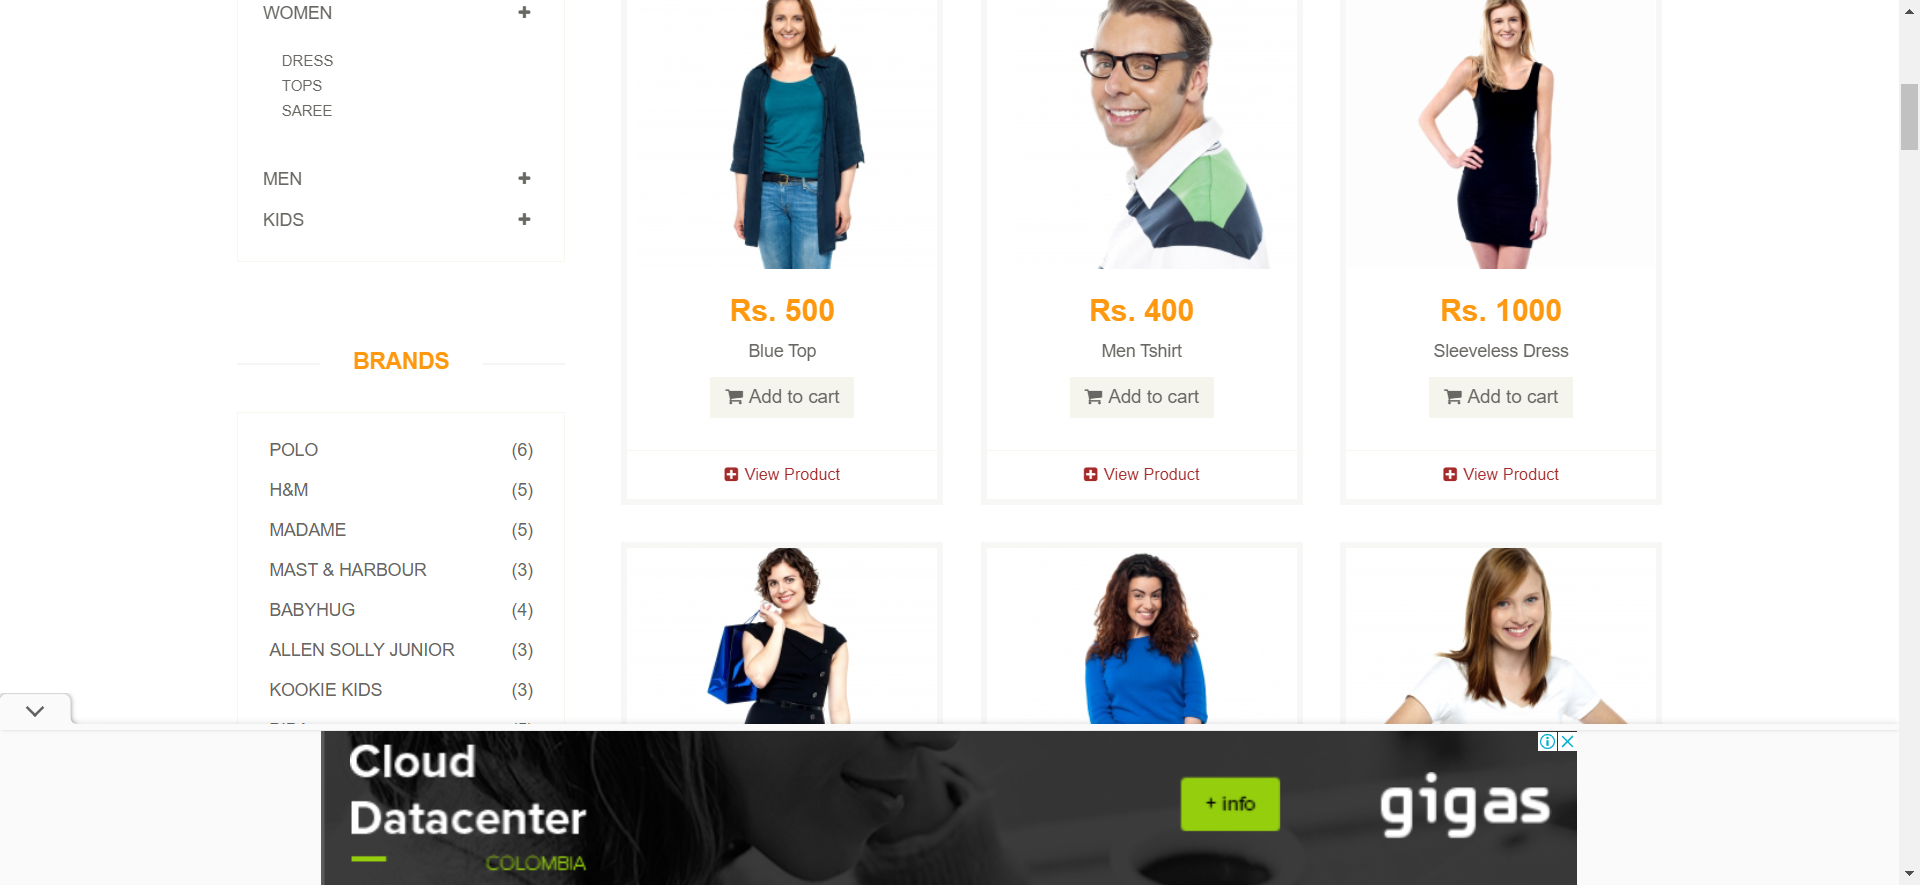 WOMEN
DRESS
TOPS
SAREE
MEN
KIDS
BRANDS
POLO (6)
H&M (5)
MADAME (5)
MAST & HARBOUR (3)
BABYHUG (4)
ALLEN SOLLY JUNIOR (3)
KOOKIE KIDS (3)
Rs. 500
Blue Top
Add to cart
View Product
Rs. 400
Men Tshirt
Add to cart
View Product
Rs. 1000
Sleeveless Dress
Add to cart
View Product
Cloud
Datacenter
COLOMBIA
+ info
gigas